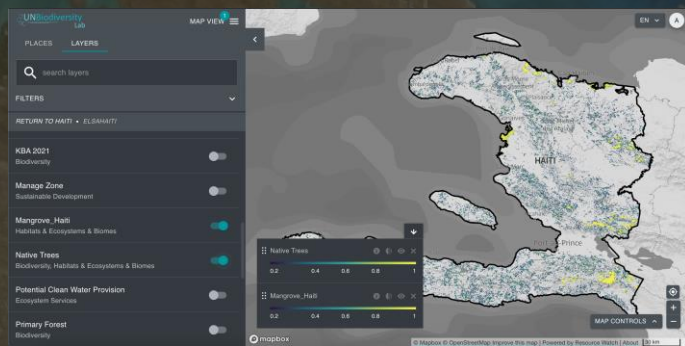 UNBiodiversity
Lab
MAP VIEW
1
PLACES
LAYERS
search layers
FILTERS
RETURN TO HAITI • ELSAHAITI
KBA 2021
Biodiversity
Manage Zone
Sustainable Development
Mangrove_Haiti
Habitats & Ecosystems & Biomes
Native Trees
Biodiversity, Habitats & Ecosystems & Biomes
Potential Clean Water Provision
Ecosystem Services
Primary Forest
Biodiversity
EN
A
HAITI
Port-au-Prince
Native Trees
0.2 0.4 0.6 0.8 1
Mangrove_Haiti
0.2 0.4 0.6 0.8 1
MAP CONTROLS
mapbox
© Mapbox © OpenStreetMap Improve this map | Powered by Resource Watch | About
30 km